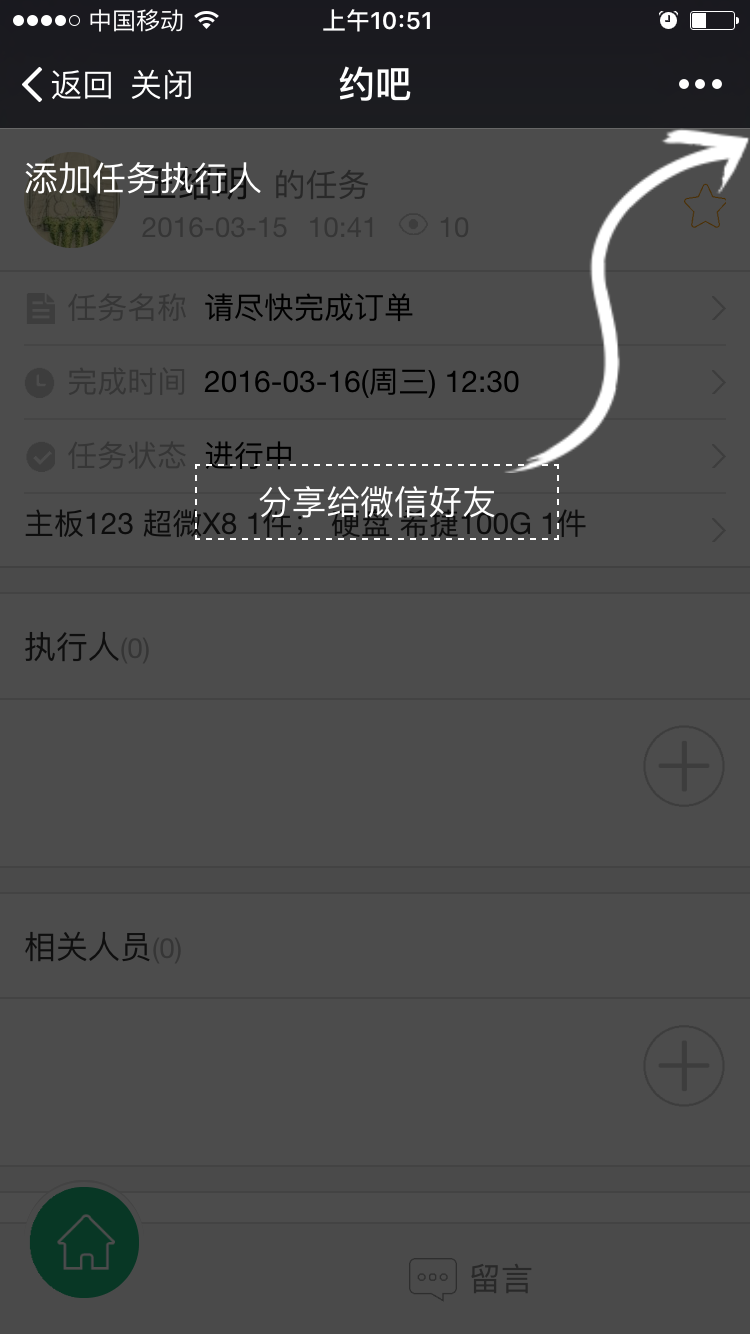 中国移动 上午10:51
返回 关闭 约吧
添加任务执行人
的任务
2016-03-15 10:41 10
任务名称 请尽快完成订单
完成时间 2016-03-16(周三) 12:30
任务状态 进行中
分享给微信好友
主板123 超微X8 1件； 硬盘 希捷100G 1件
执行人(0)
相关人员(0)
留言